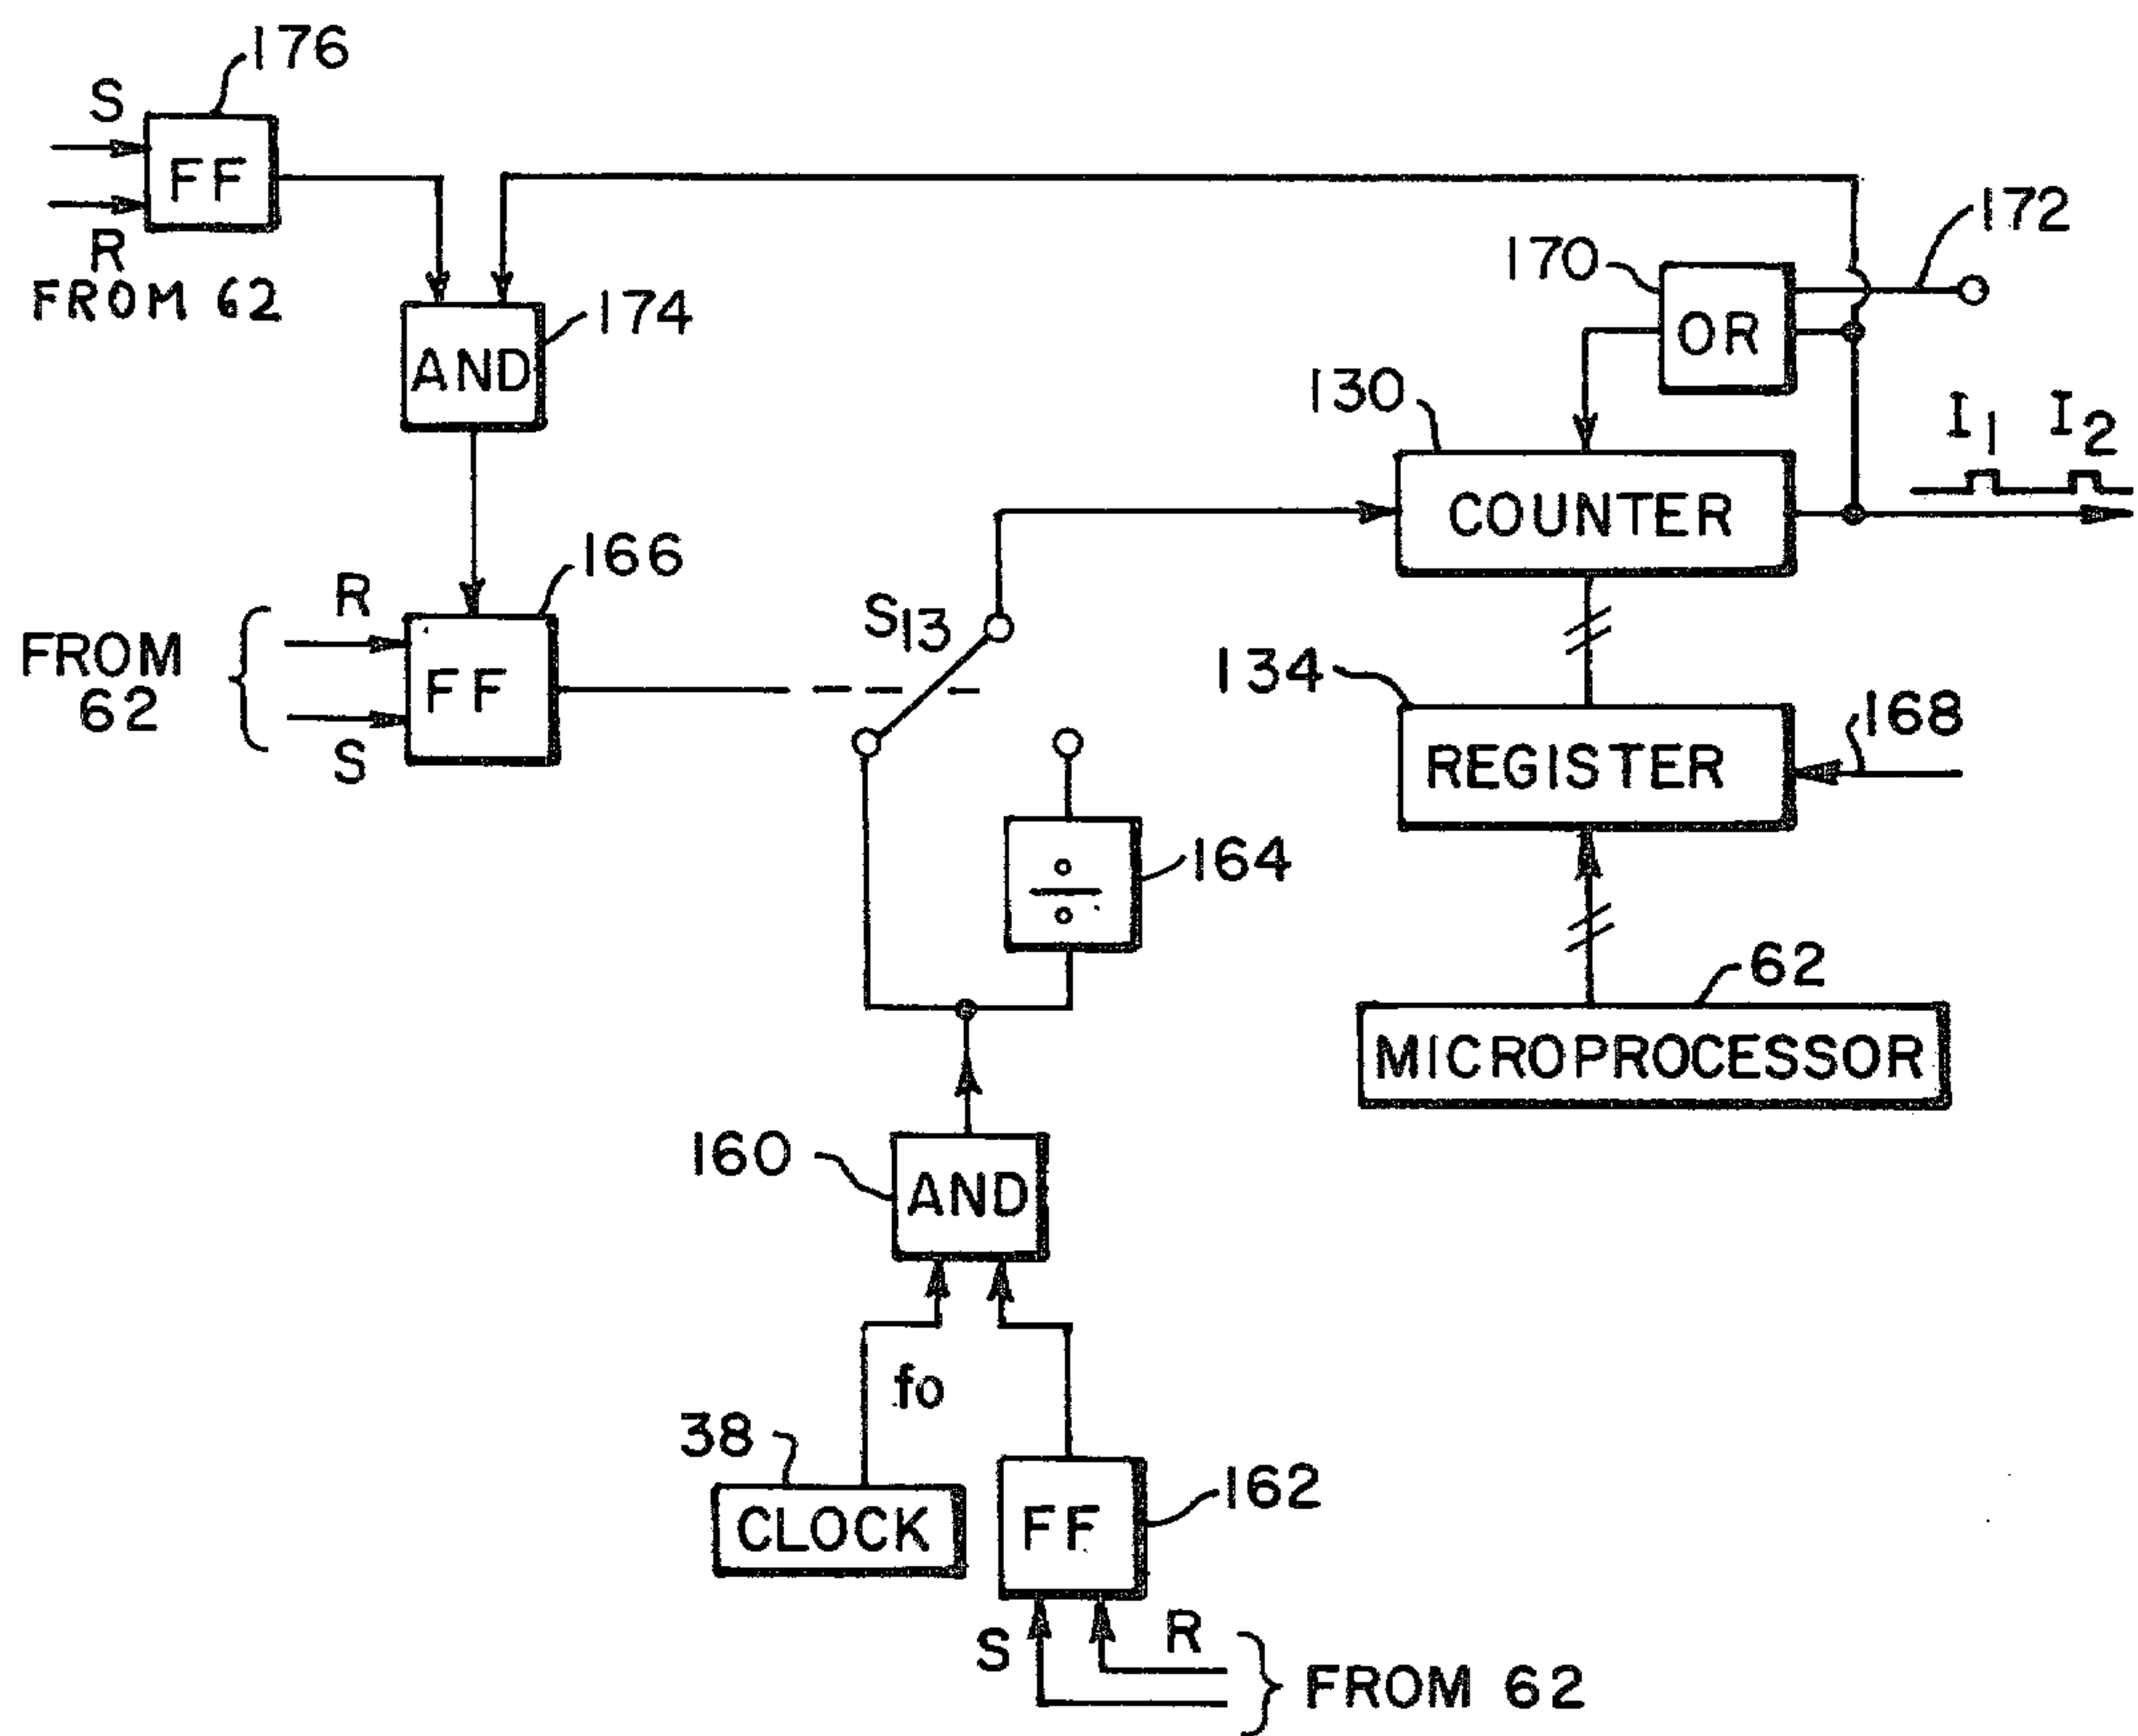 176
S
FF
R
FROM 62
172
170
OR
174
AND
130
I1 I2
COUNTER
166
R
FROM
62
FF
S
S13
134
168
REGISTER
164
÷
62
MICROPROCESSOR
160
AND
fo
38
CLOCK
162
FF
S
R
FROM 62